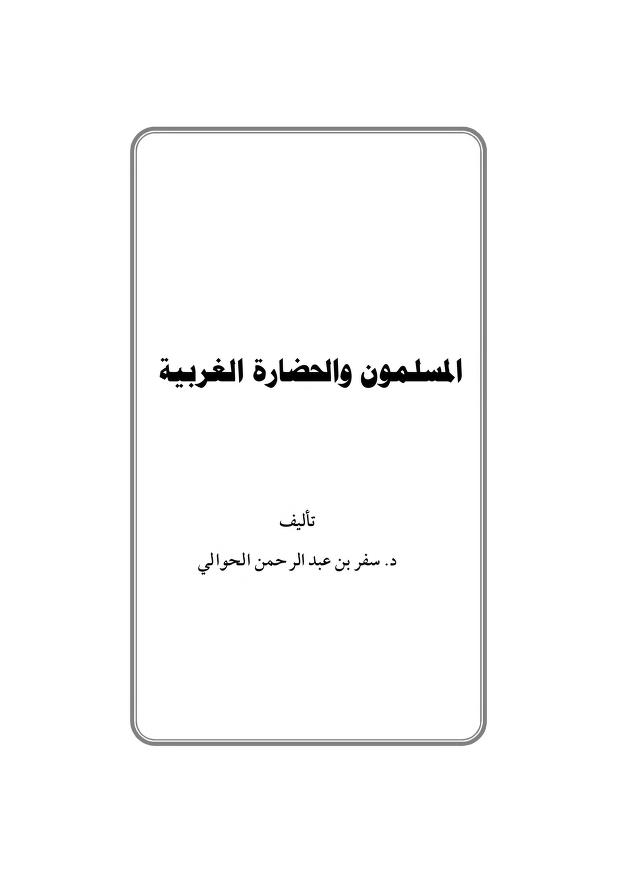 المسلمون والحضارة الغربية
تأليف
د. سفر بن عبد الرحمن الحوالي